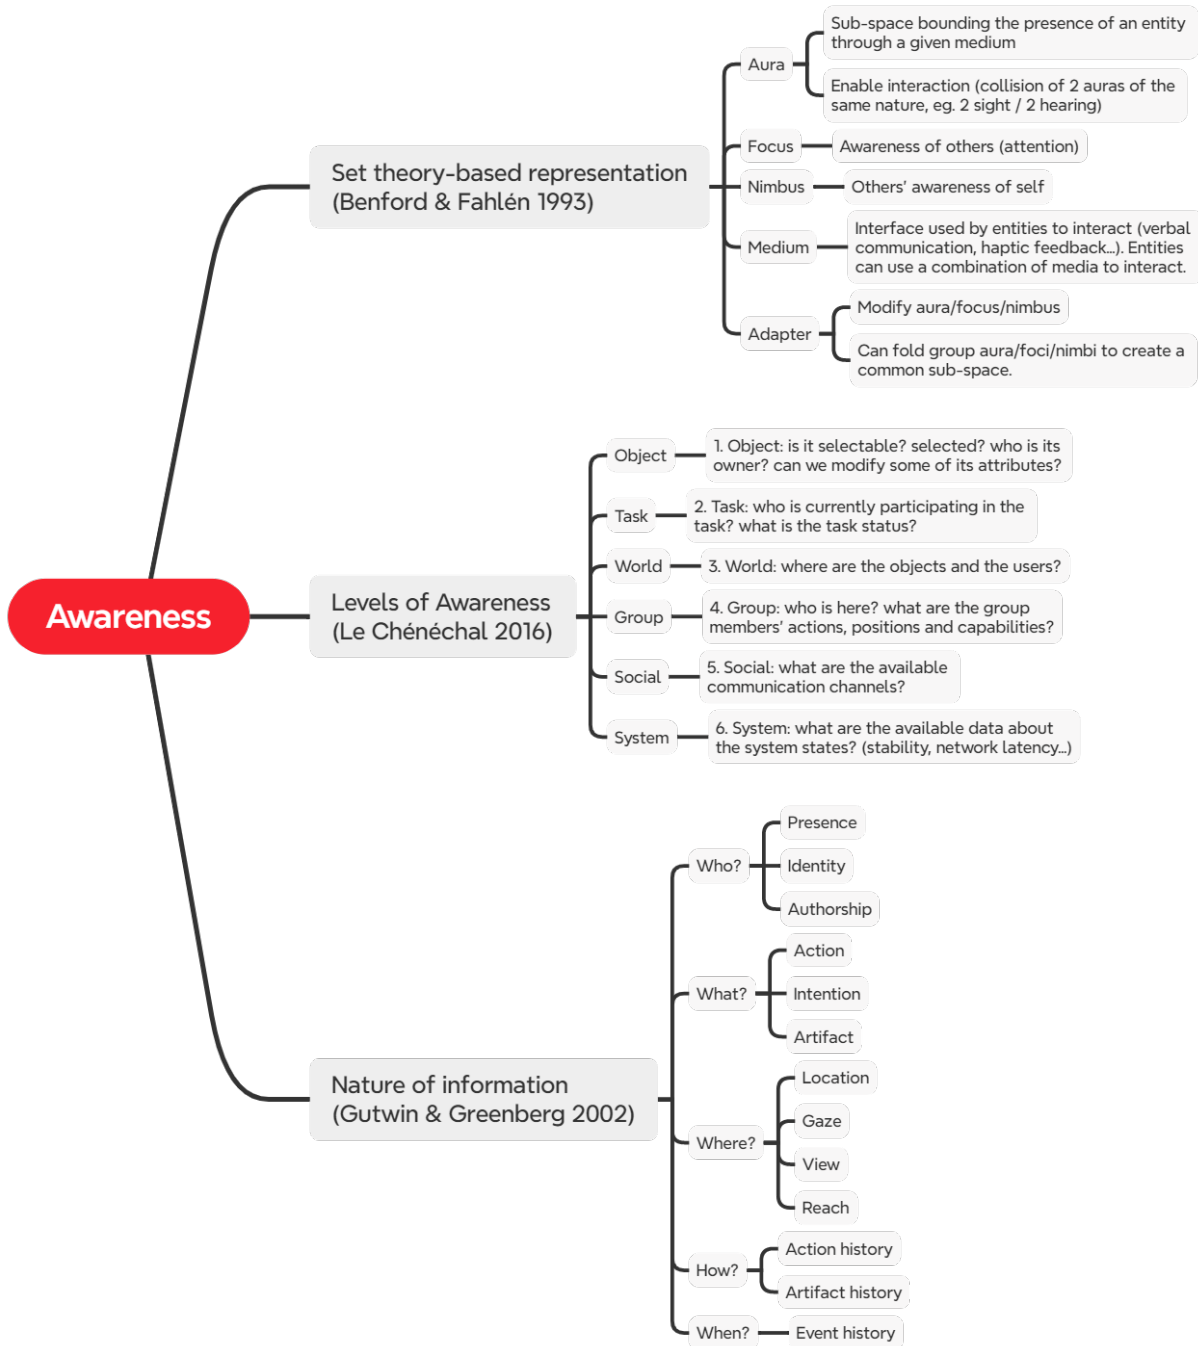 Awareness
Set theory-based representation
(Benford & Fahlén 1993)
Aura
Sub-space bounding the presence of an entity
through a given medium
Enable interaction (collision of 2 auras of the
same nature, eg. 2 sight / 2 hearing)
Focus
Awareness of others (attention)
Nimbus
Others' awareness of self
Medium
Interface used by entities to interact (verbal
communication, haptic feedback…). Entities
can use a combination of media to interact.
Adapter
Modify aura/focus/nimbus
Can fold group aura/foci/nimbi to create a
common sub-space.
Levels of Awareness
(Le Chénéchal 2016)
Object
1. Object: is it selectable? selected? who is its
owner? can we modify some of its attributes?
Task
2. Task: who is currently participating in the
task? what is the task status?
World
3. World: where are the objects and the users?
Group
4. Group: who is here? what are the group
members' actions, positions and capabilities?
Social
5. Social: what are the available
communication channels?
System
6. System: what are the available data about
the system states? (stability, network latency…)
Nature of information
(Gutwin & Greenberg 2002)
Who?
Presence
Identity
Authorship
What?
Action
Intention
Artifact
Where?
Location
Gaze
View
Reach
How?
Action history
Artifact history
When?
Event history